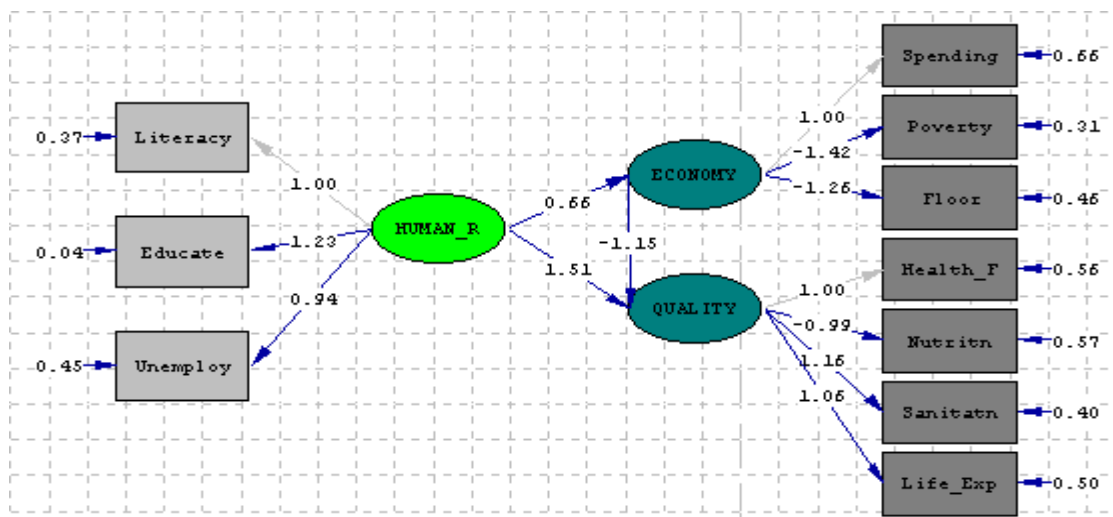 Spending
0.66
1.00
Poverty
0.31
0.37
Literacy
-1.42
ECONOMY
1.00
-1.26
Floor
0.46
0.66
HUMAN_R
1.23
-1.15
0.04
Educate
1.51
1.00
Health_F
0.56
0.94
QUALITY
-0.99
Nutritn
0.57
0.45
Unemploy
1.16
1.06
Sanitatn
0.40
Life_Exp
0.50